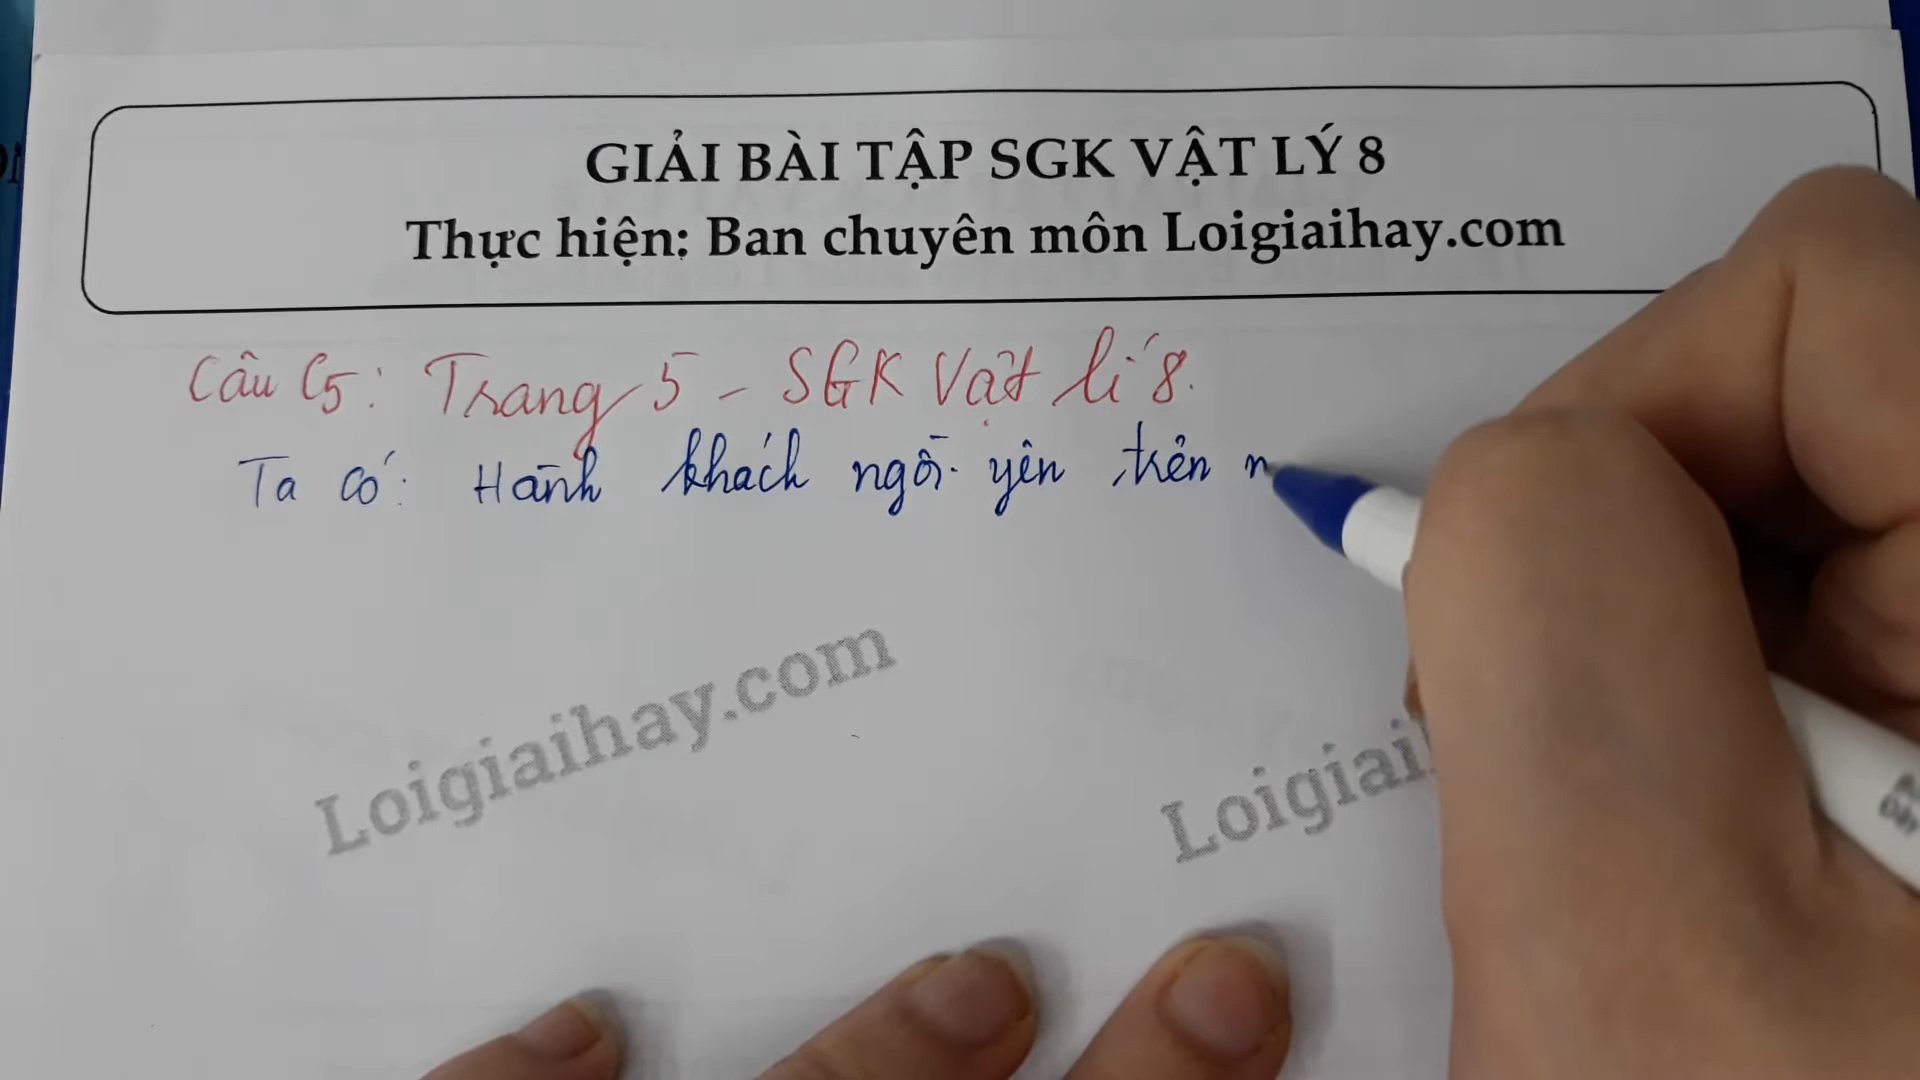 GIẢI BÀI TẬP SGK VẬT LÝ 8
Thực hiện: Ban chuyên môn Loigiaihay.com
Câu C5: Trang 5 - SGK Vật lí 8.
Ta có: Hành khách ngồi yên trên
Loigiaihay.com
Loigiai